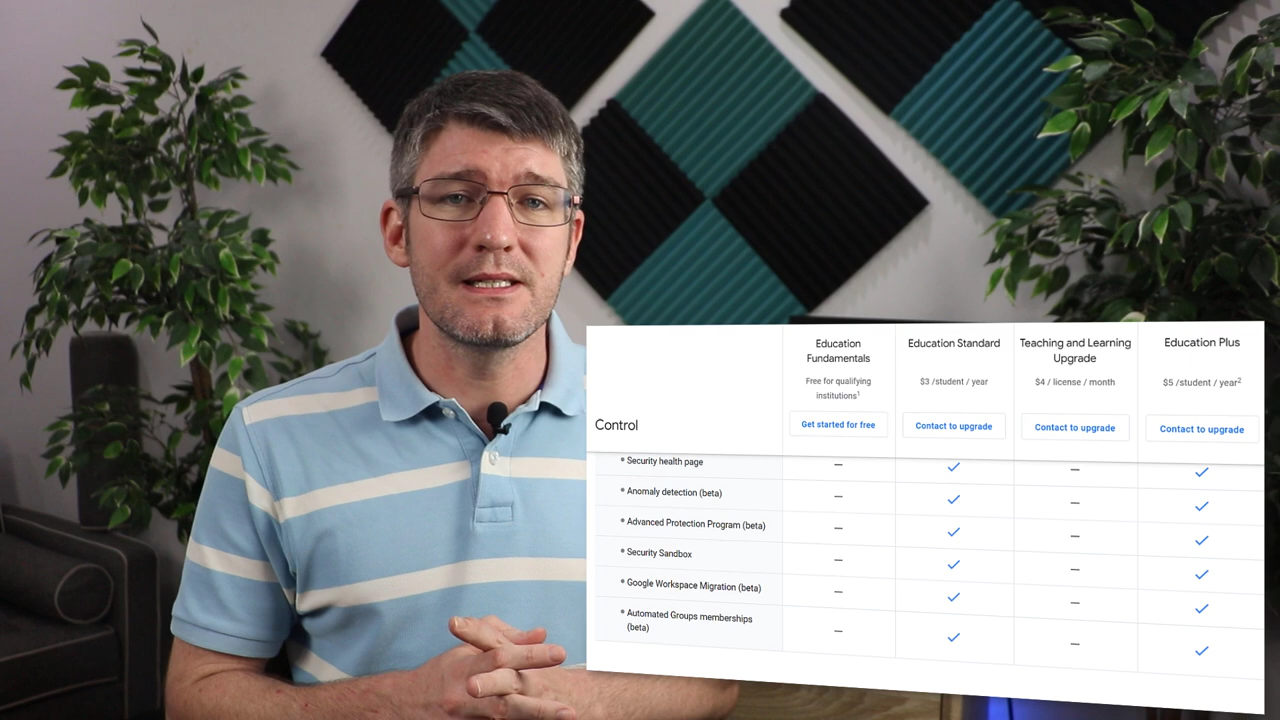 Education Fundamentals
Free for qualifying institutions1
Get started for free
Education Standard
$3 /student / year
Contact to upgrade
Teaching and Learning Upgrade
$4 / license / month
Contact to upgrade
Education Plus
$5 /student / year2
Contact to upgrade
Control
• Security health page
• Anomaly detection (beta)
• Advanced Protection Program (beta)
• Security Sandbox
• Google Workspace Migration (beta)
• Automated Groups memberships
(beta)